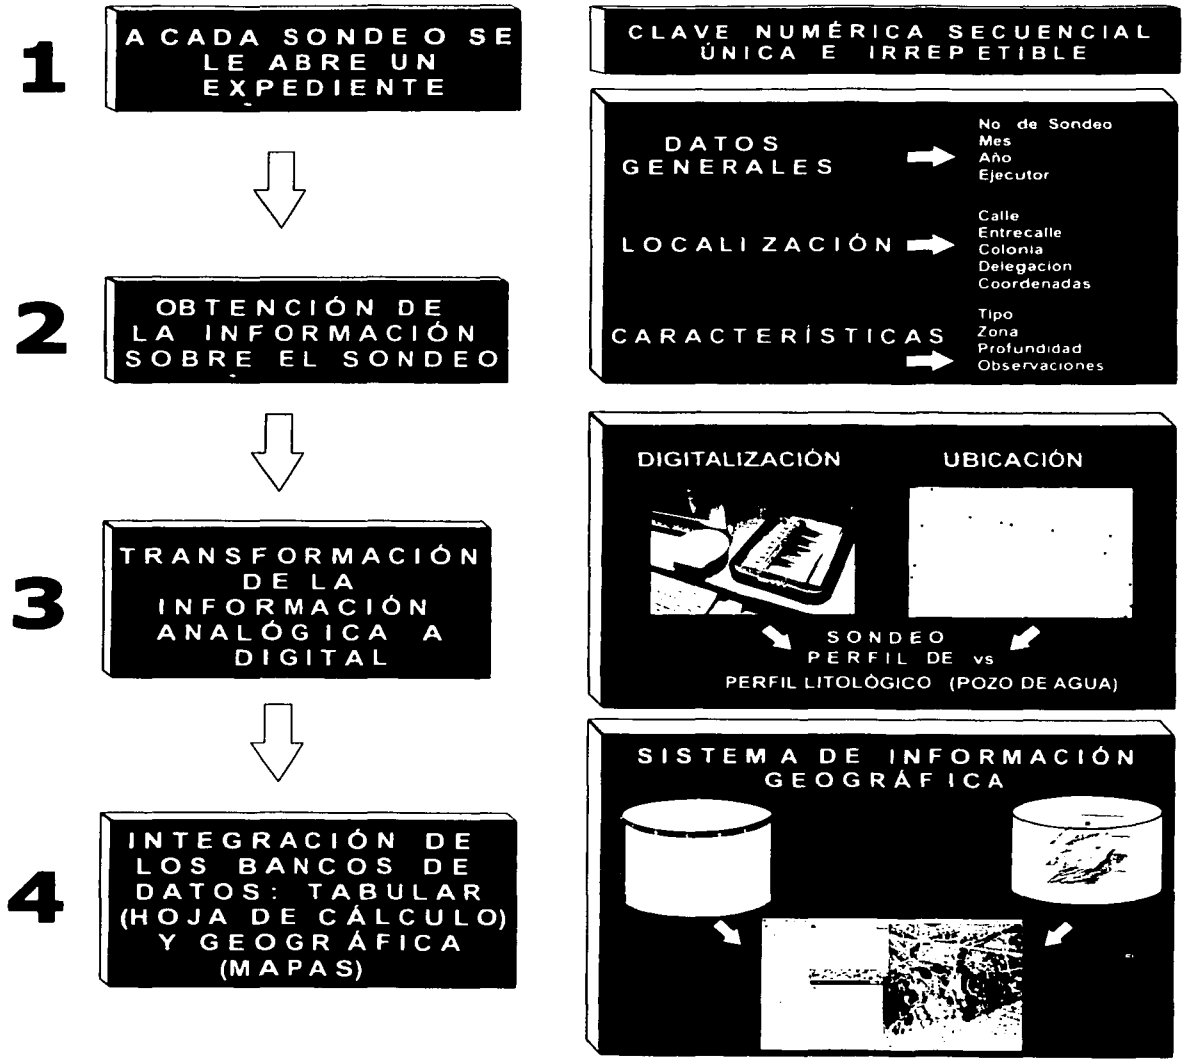 1
A CADA SONDEO SE
LE ABRE UN
EXPEDIENTE
CLAVE NUMÉRICA SECUENCIAL
ÚNICA E IRREPETIBLE
2
OBTENCIÓN DE
LA INFORMACIÓN
SOBRE EL SONDEO
DATOS
GENERALES
No de Sondeo
Mes
Año
Ejecutor
LOCALIZACIÓN
Calle
Entrecalle
Colonia
Delegación
Coordenadas
CARACTERÍSTICAS
Tipo
Zona
Profundidad
Observaciones
3
TRANSFORMACIÓN
DE LA
INFORMACIÓN
ANALÓGICA A
DIGITAL
DIGITALIZACIÓN
UBICACIÓN
SONDEO
PERFIL DE vs
PERFIL LITOLÓGICO (POZO DE AGUA)
4
INTEGRACIÓN DE
LOS BANCOS DE
DATOS: TABULAR
(HOJA DE CÁLCULO)
Y GEOGRÁFICA
(MAPAS)
SISTEMA DE INFORMACIÓN
GEOGRÁFICA